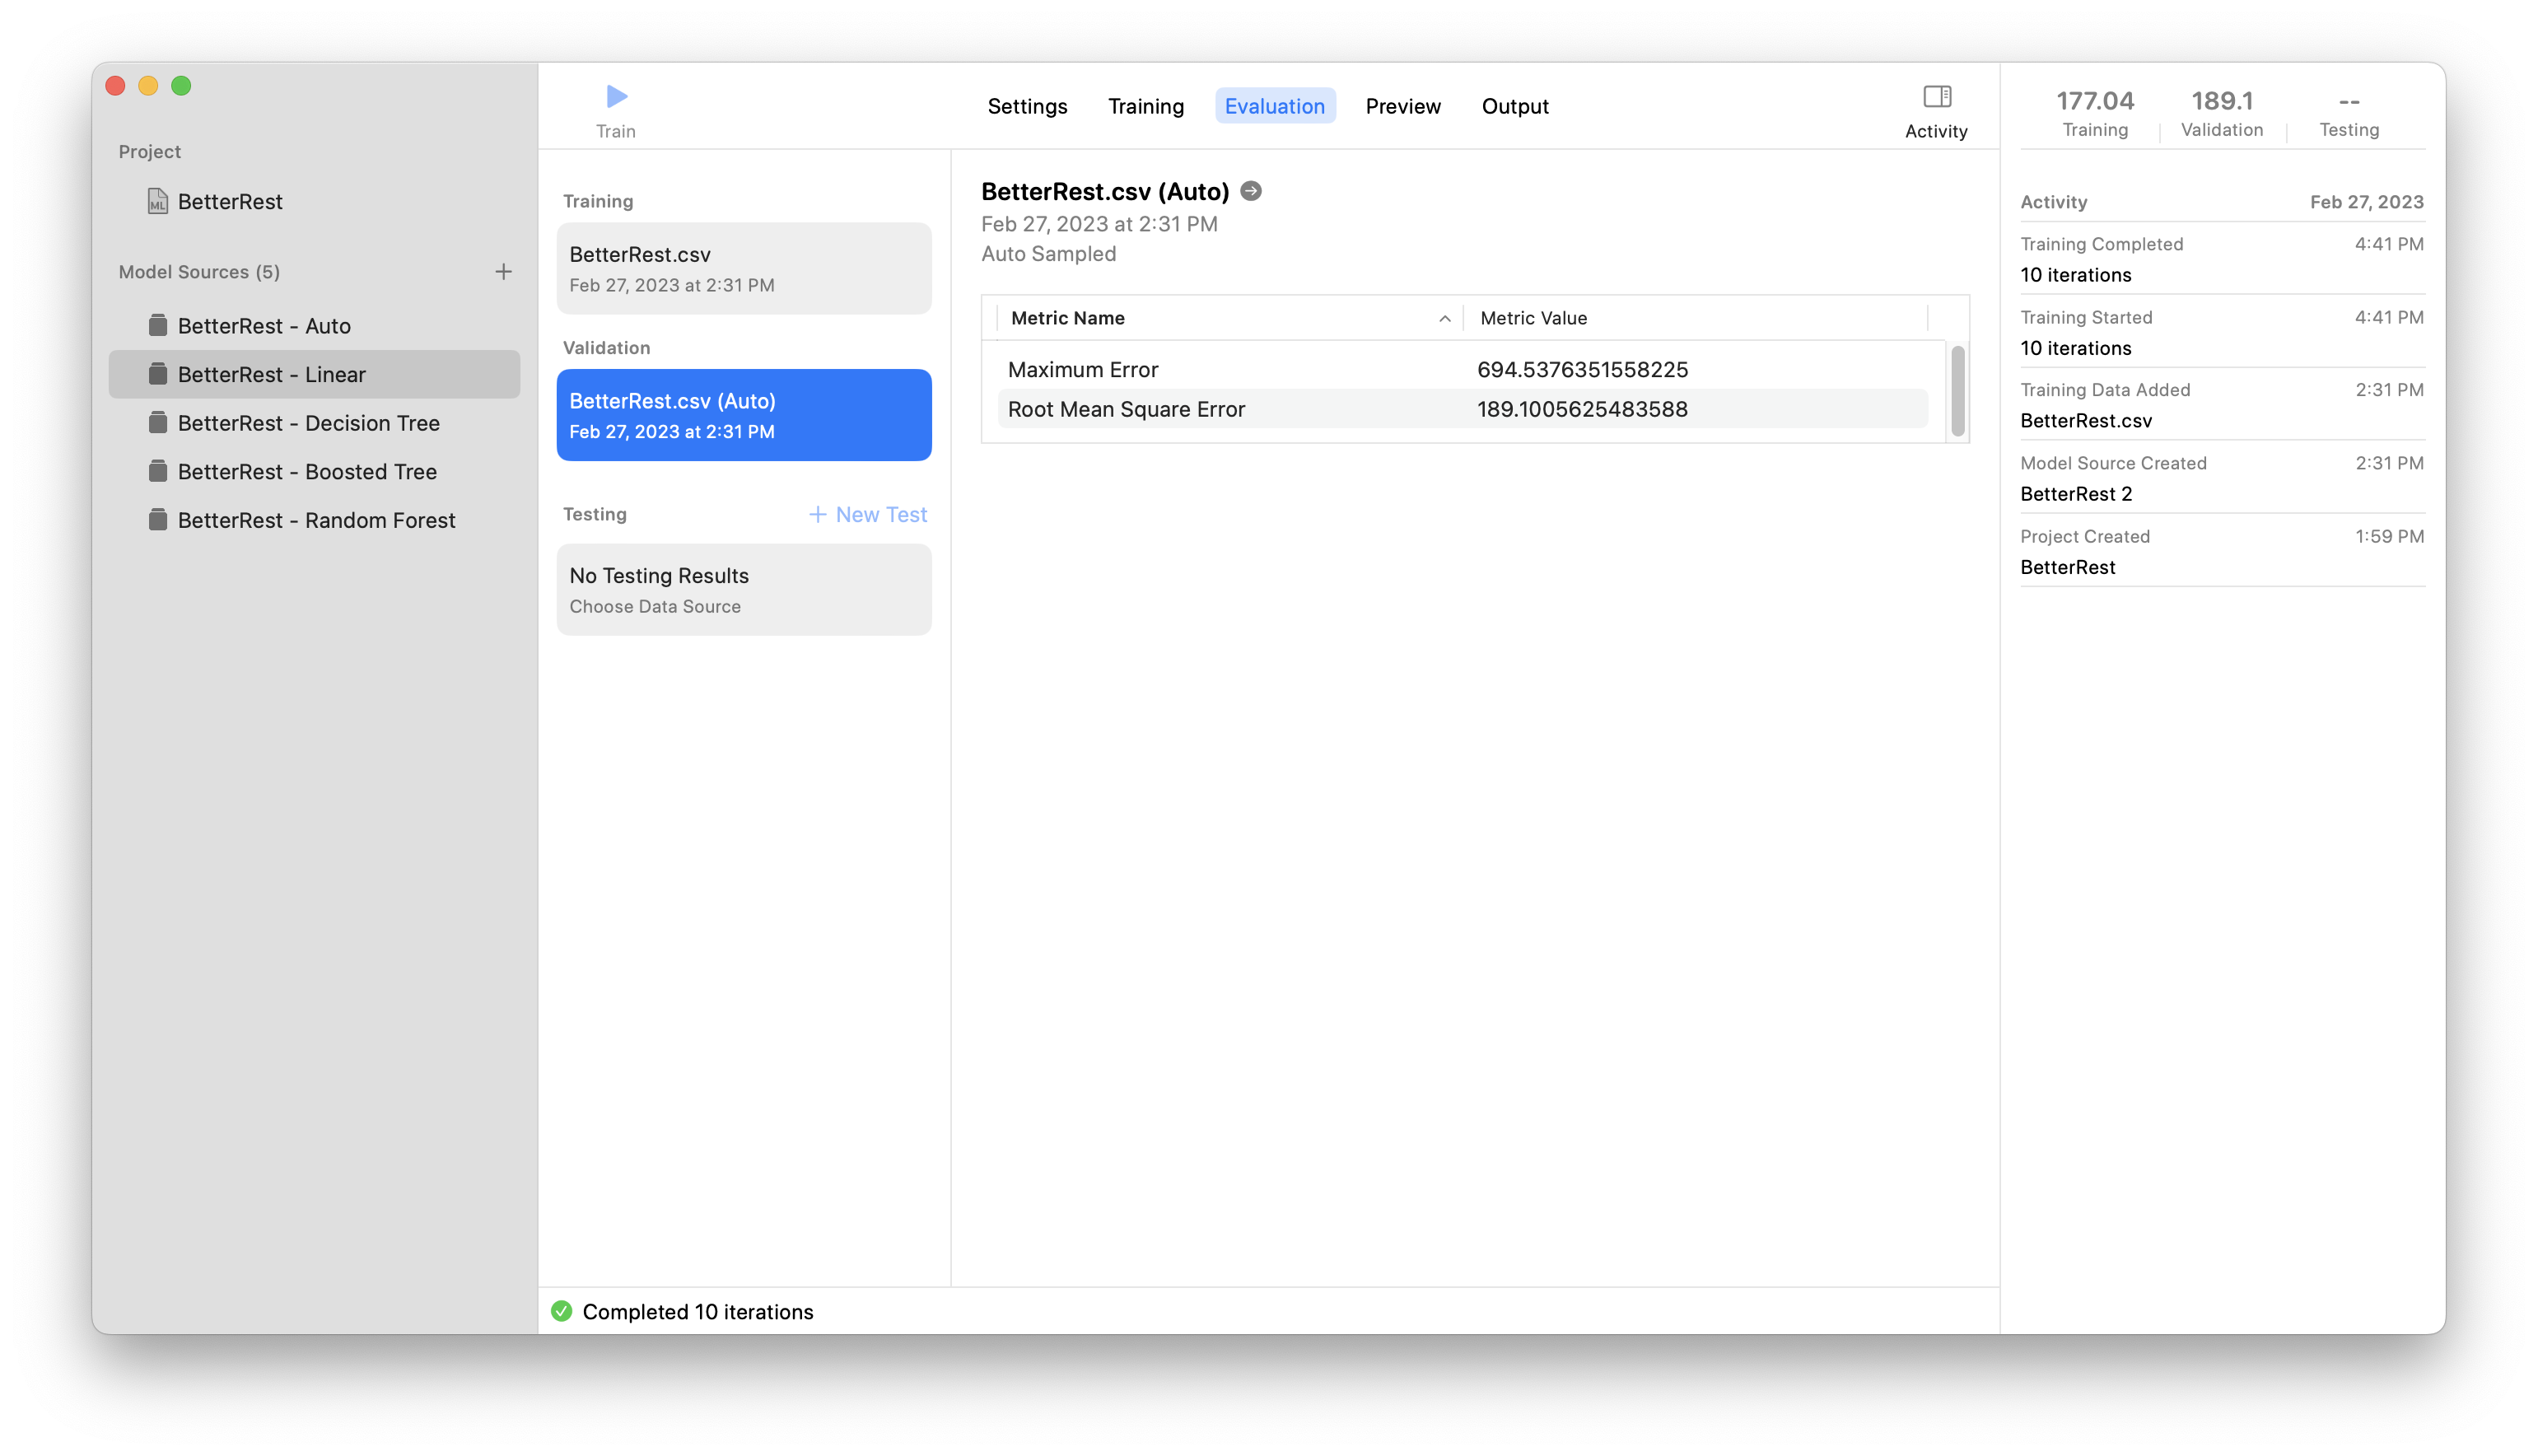 Project
BetterRest
Model Sources (5)
BetterRest - Auto
BetterRest - Linear
BetterRest - Decision Tree
BetterRest - Boosted Tree
BetterRest - Random Forest
Train
Settings Training Evaluation Preview Output
Activity
Training
BetterRest.csv
Feb 27, 2023 at 2:31 PM
Validation
BetterRest.csv (Auto)
Feb 27, 2023 at 2:31 PM
Testing + New Test
No Testing Results
Choose Data Source
BetterRest.csv (Auto)
Feb 27, 2023 at 2:31 PM
Auto Sampled
Metric Name Metric Value
Maximum Error 694.5376351558225
Root Mean Square Error 189.1005625483588
Completed 10 iterations
177.04 189.1 --
Training Validation Testing
Activity Feb 27, 2023
Training Completed 4:41 PM
10 iterations
Training Started 4:41 PM
10 iterations
Training Data Added 2:31 PM
BetterRest.csv
Model Source Created 2:31 PM
BetterRest 2
Project Created 1:59 PM
BetterRest